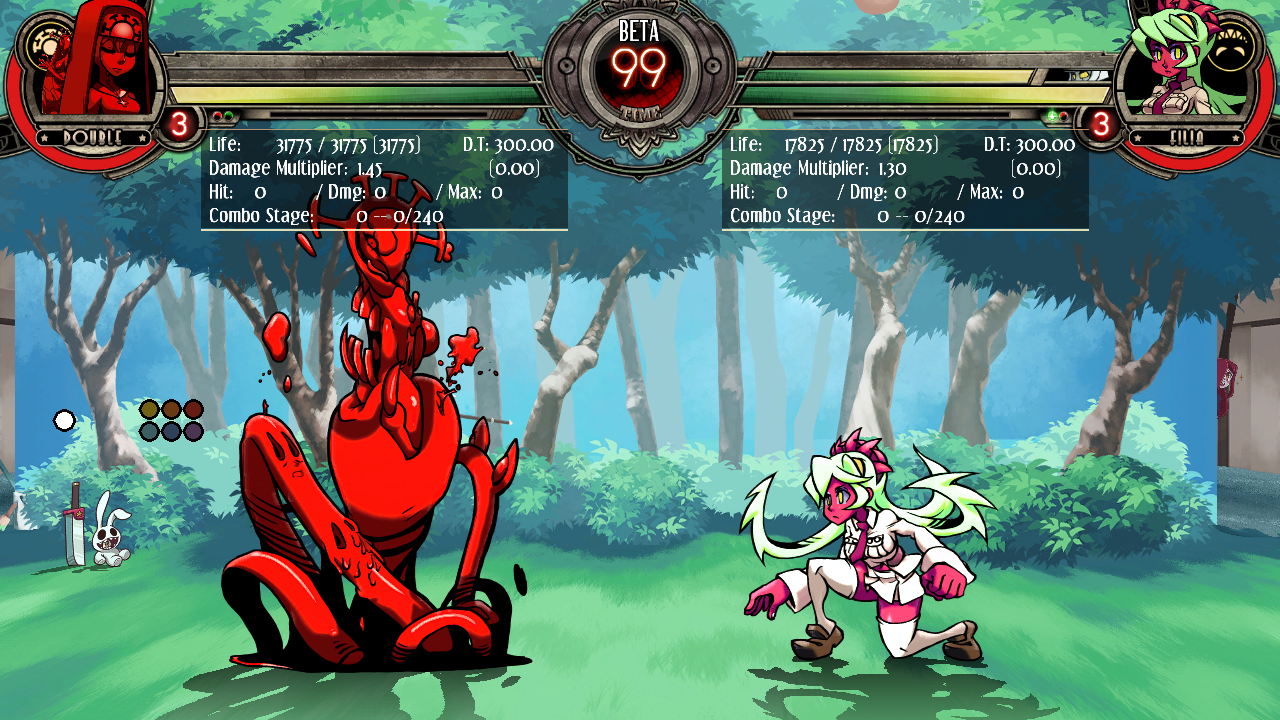 BETA
99
TIME
DOUBLE
3
3
FILIA
Life: 31775 / 31775 (31775) D.T: 300.00
Damage Multiplier: 1.45 (0.00)
Hit: 0 / Dmg: 0 / Max: 0
Combo Stage: 0 -- 0/240
Life: 17825 / 17825 (17825) D.T: 300.00
Damage Multiplier: 1.30 (0.00)
Hit: 0 / Dmg: 0 / Max: 0
Combo Stage: 0 -- 0/240